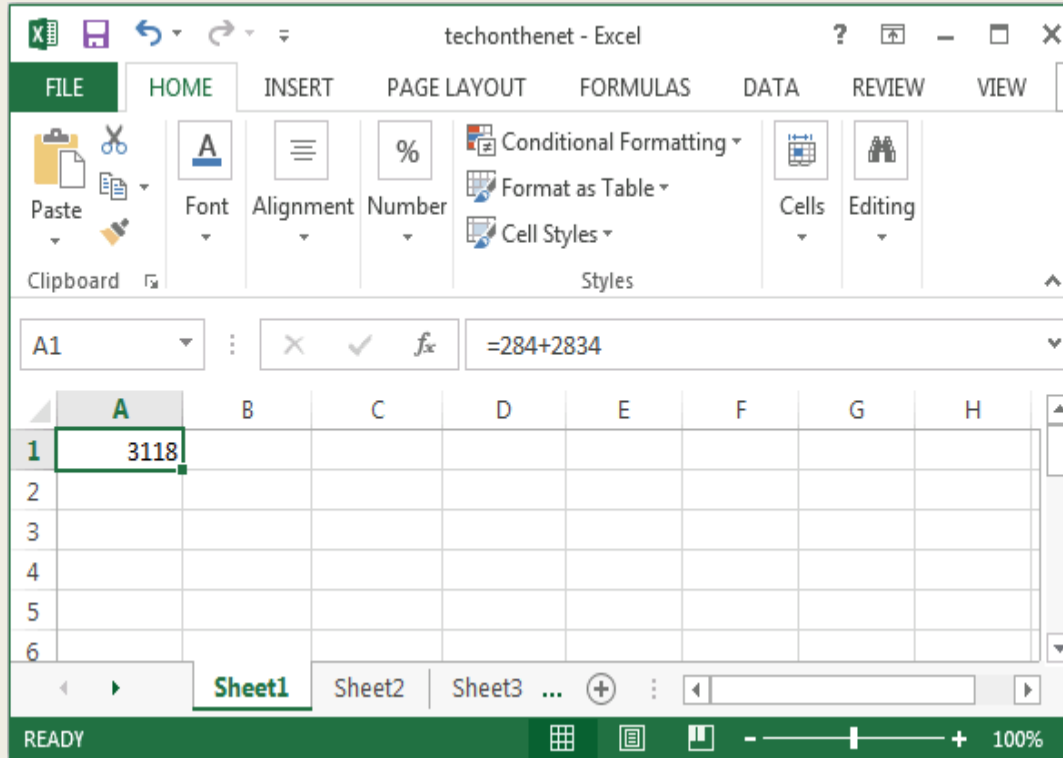 techonthenet - Excel
FILE HOME INSERT PAGE LAYOUT FORMULAS DATA REVIEW VIEW
Paste
Font
Alignment
Number
Conditional Formatting
Format as Table
Cell Styles
Cells
Editing
Clipboard
Styles
A1
fx
=284+2834
A B C D E F G H
1 3118
2
3
4
5
6
Sheet1 Sheet2 Sheet3 ...
READY
100%